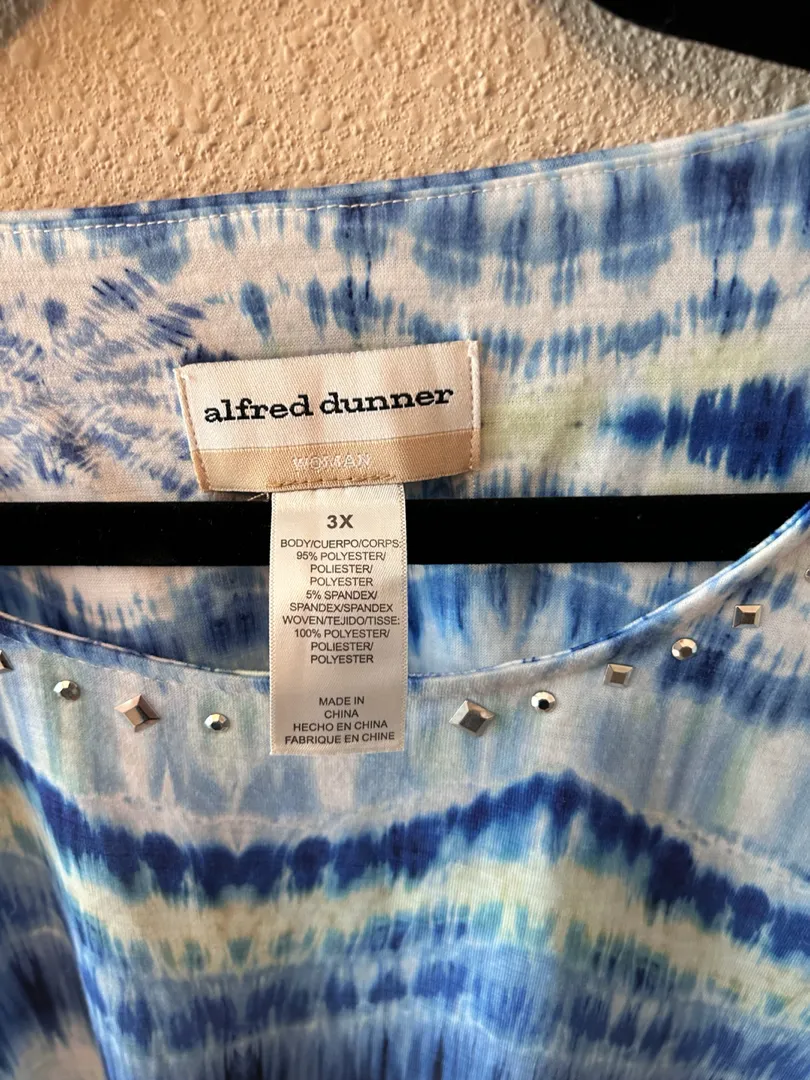 alfred dunner
WOMAN
3X
BODY/CUERPO/CORPS:
95% POLYESTER/
POLIESTER/
POLYESTER
5% SPANDEX/
SPANDEX/SPANDEX
WOVEN/TEJIDO/TISSE:
100% POLYESTER/
POLIESTER/
POLYESTER
MADE IN
CHINA
HECHO EN CHINA
FABRIQUE EN CHINE